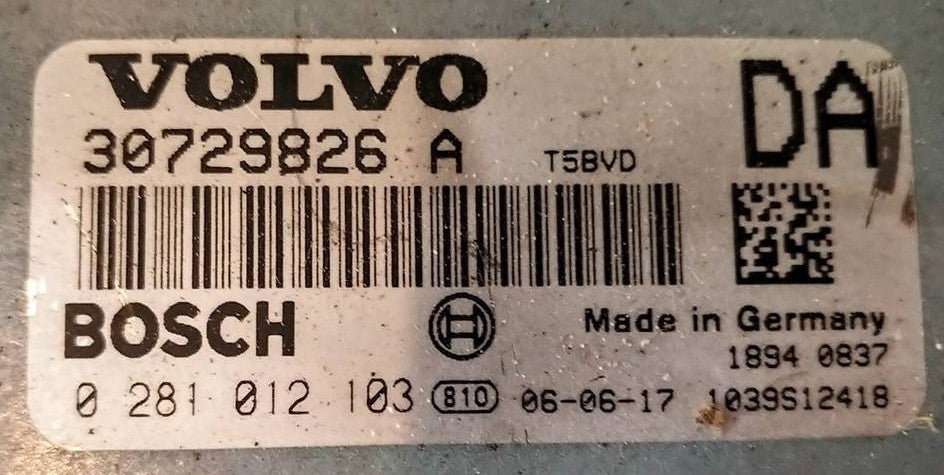 VOLVO
DA
30729826 A T5BVD
BOSCH
Made in Germany
1894 0837
0 281 012 103 810 06-06-17 1039S12418